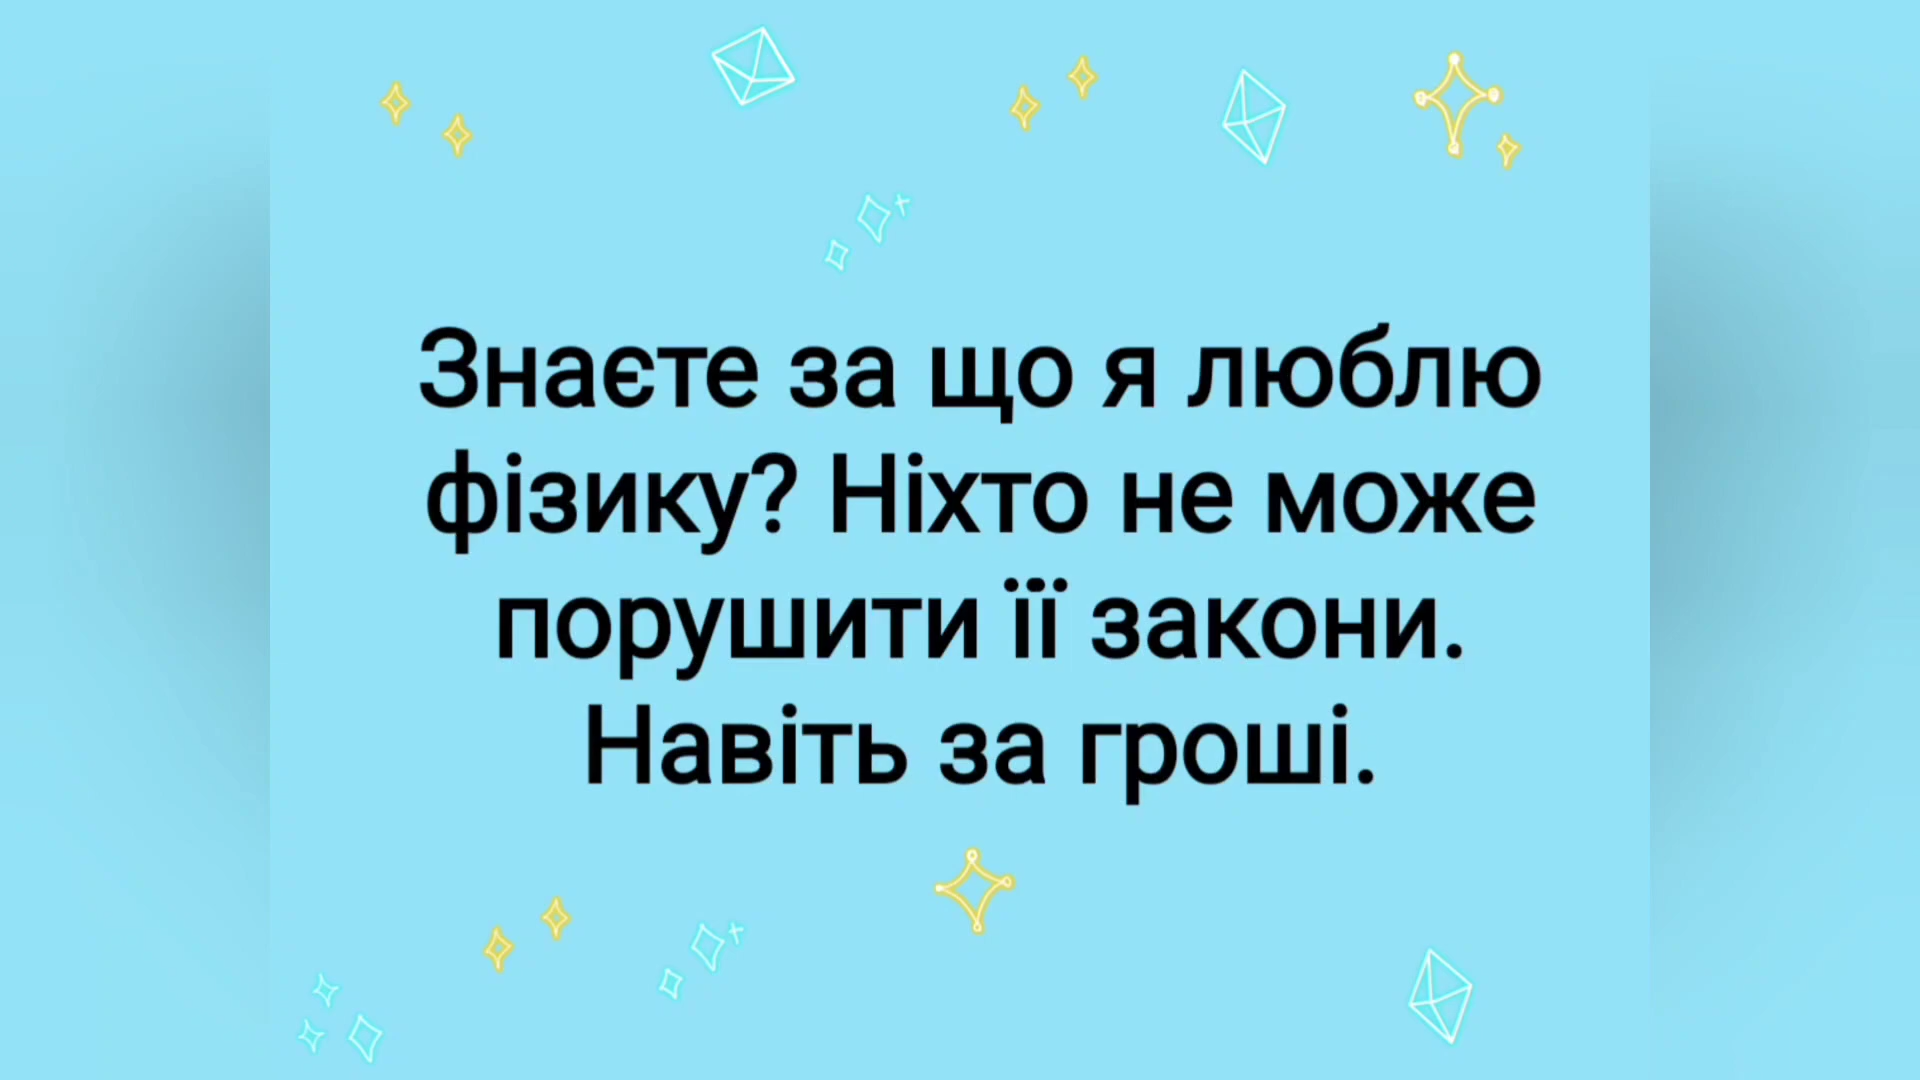 Знаєте за що я люблю
фізику? Ніхто не може
порушити її закони.
Навіть за гроші.